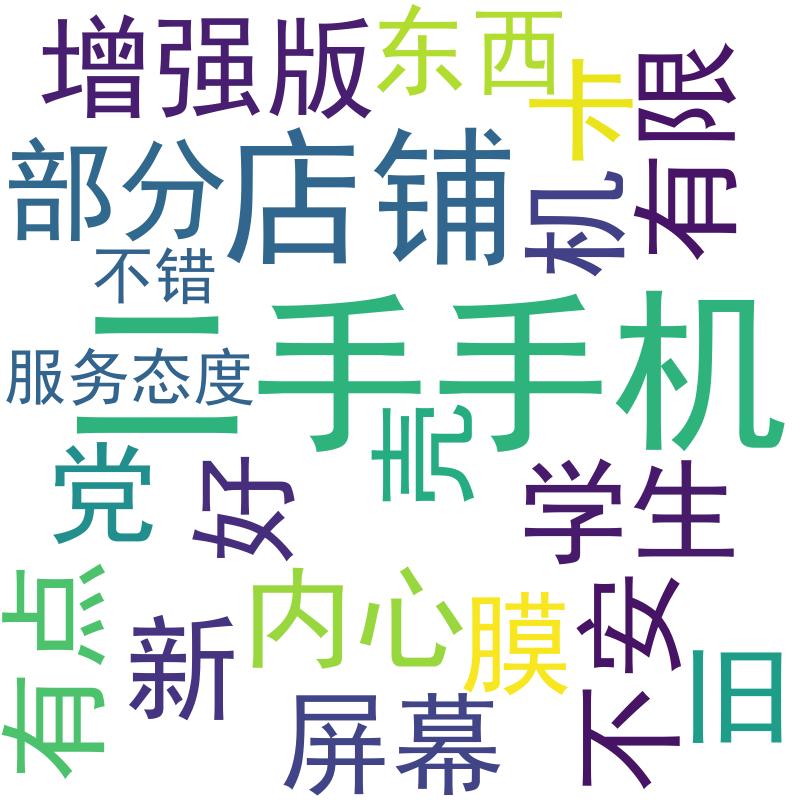 增强版
东西
卡
有限
部分
店铺
机
不错
二手手机
服务态度
壳
党
好
学生
有点
新
内心
膜
不安
旧
屏幕